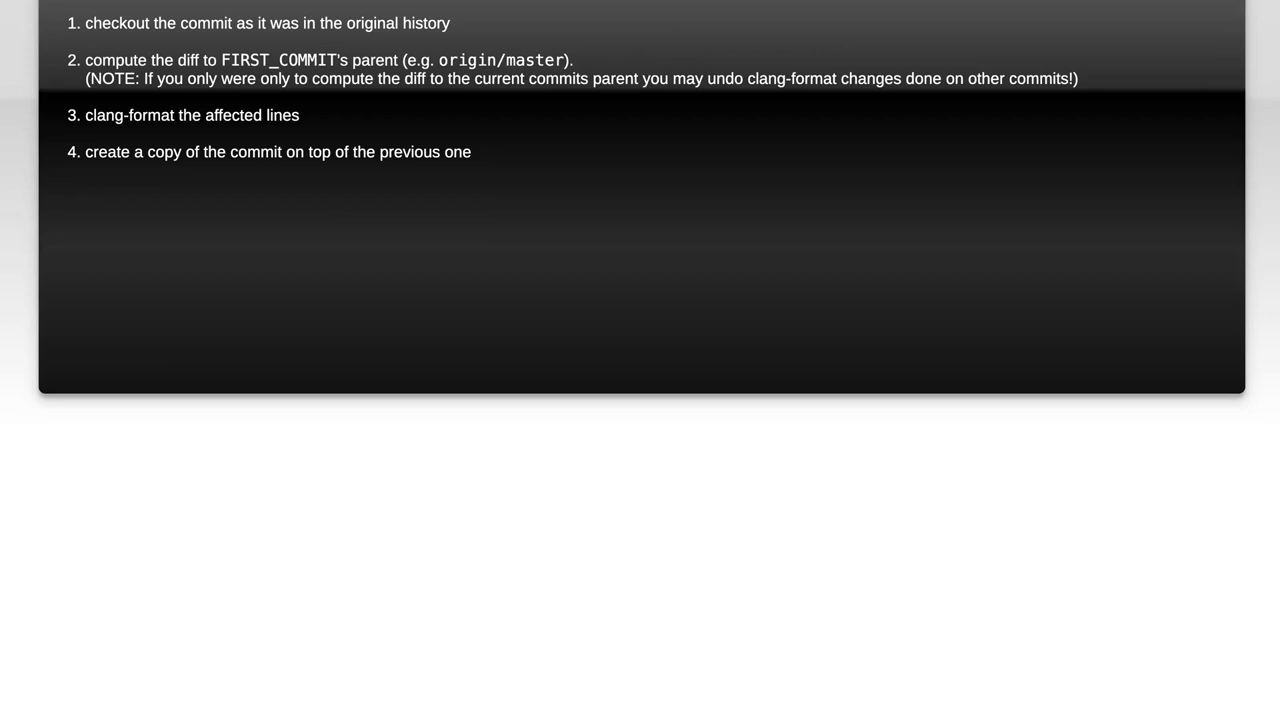 1. checkout the commit as it was in the original history
2. compute the diff to FIRST_COMMIT's parent (e.g. origin/master).
(NOTE: If you only were only to compute the diff to the current commits parent you may undo clang-format changes done on other commits!)
3. clang-format the affected lines
4. create a copy of the commit on top of the previous one